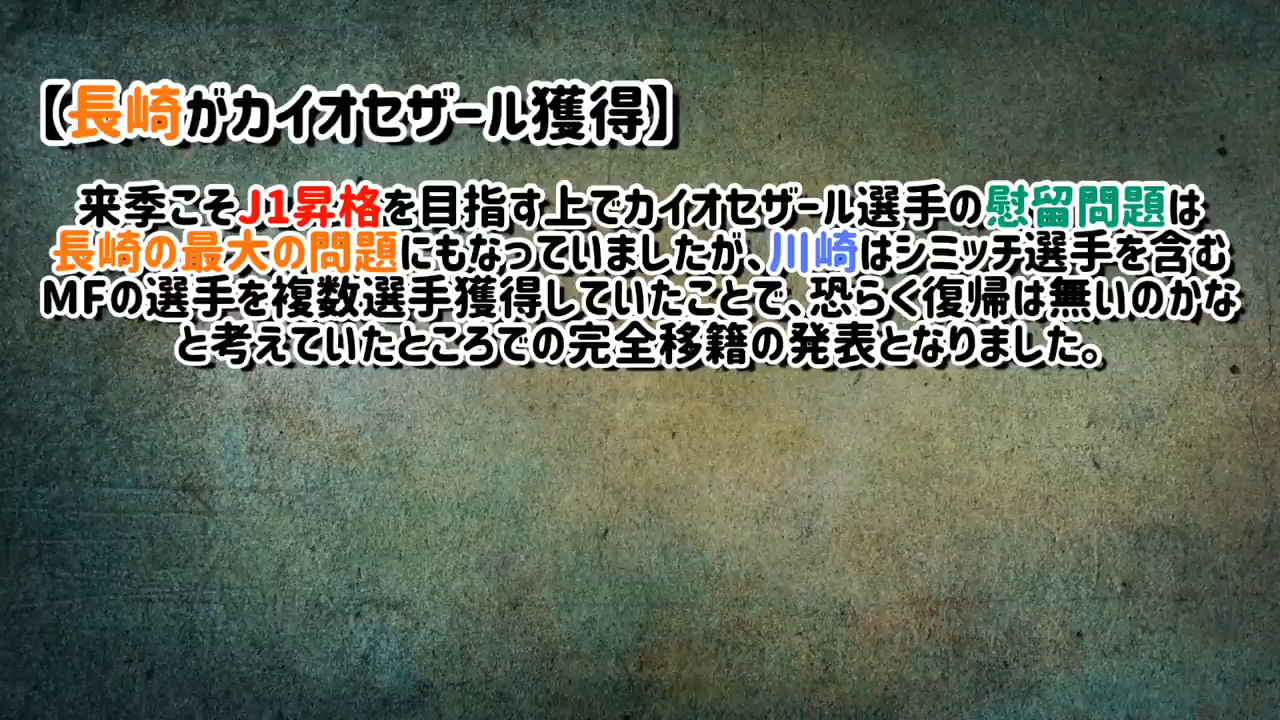 【長崎がカイオセザール獲得】
来季こそJ1昇格を目指す上でカイオセザール選手の慰留問題は
長崎の最大の問題にもなっていましたが、川崎はシミッチ選手を含む
MFの選手を複数選手獲得していたことで、恐らく復帰は無いのかな
と考えていたところでの完全移籍の発表となりました。